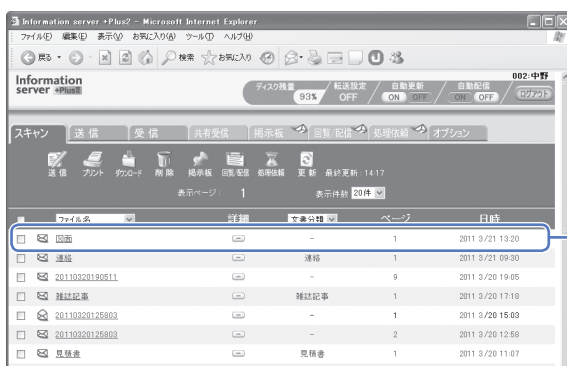 Information server +Plus2 - Microsoft Internet Explorer
ファイル(F) 編集(E) 表示(V) お気に入り(A) ツール(T) ヘルプ(H)
戻る 検索 お気に入り
002:中野
Information server +PlusⅡ
ディスク残量 93% 転送設定 OFF 自動更新 ON OFF 自動配信 ON OFF ログアウト
スキャン 送信 受信 共有受信 掲示板 回覧/配信 処理依頼 オプション
送信 プリント ダウンロード 削除 掲示板 回覧/配信 処理依頼 更新 最終更新:14:17
表示ページ: 1 表示件数 20件
ファイル名 詳細 文書分類 ページ 日時
図面 - 1 2011 3/21 13:20
連絡 連絡 1 2011 3/21 09:30
20110320190511 - 9 2011 3/20 19:05
雑誌記事 雑誌記事 1 2011 3/20 17:18
20110320125803 - 1 2011 3/20 15:03
20110320125803 - 2 2011 3/20 12:58
見積書 見積書 1 2011 3/20 11:07